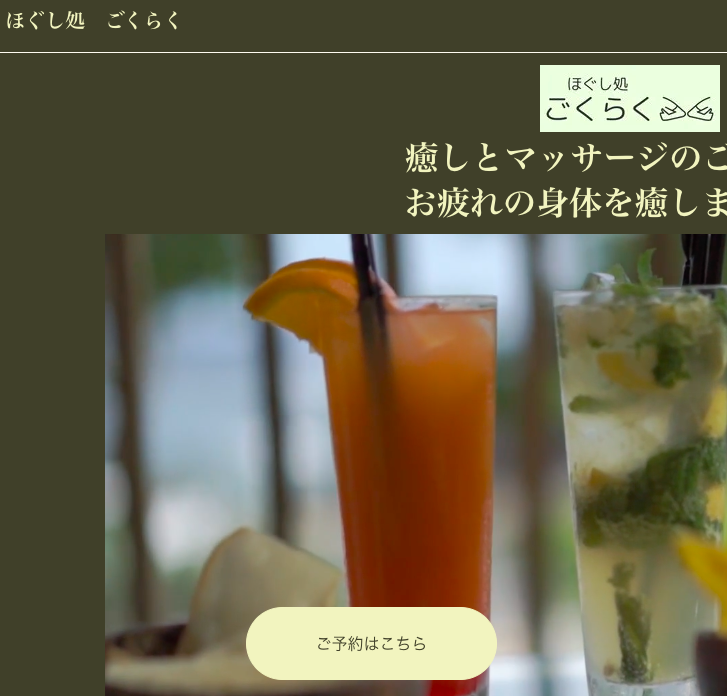 ほぐし処　ごくらく
ほぐし処
ごくらく
癒しとマッサージのご
お疲れの身体を癒しま
ご予約はこちら